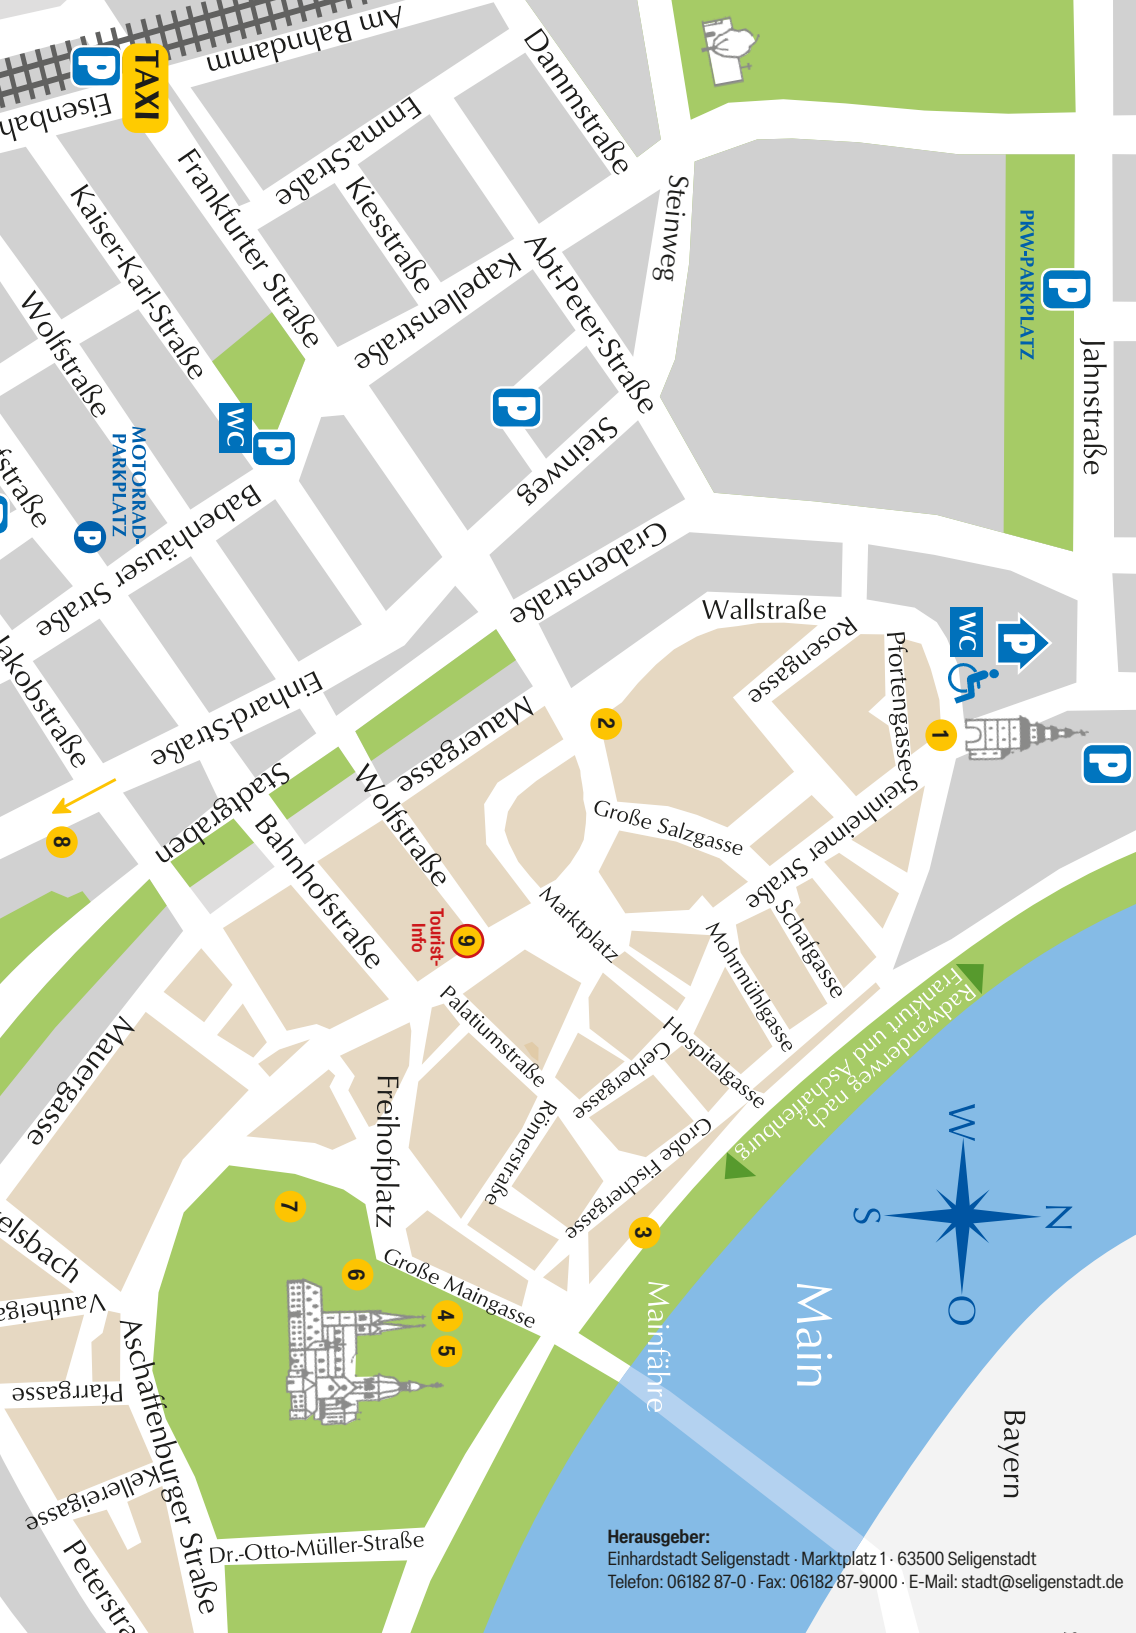 Am Bahndamm
TAXI
P
Eisenbah
Dammstraße
Emma-Straße
Kiesstraße
Frankfurter Straße
Kaiser-Karl-Straße
Wolfstraße
Steinweg
Abt-Peter-Straße
Kapellenstraße
PKW-PARKPLATZ
P
Jahnstraße
P
WC
P
MOTORRAD-
PARKPLATZ
P
fstraße
Babenhäuser Straße
Steinweg
Grabenstraße
Wallstraße
Rosengasse
Pfortengasse
WC
P
1
P
2
Jakobstraße
Einhard-Straße
Mauergasse
Stadtgraben
8
Wolfstraße
Bahnhofstraße
Große Salzgasse
Steinheimer Straße
Schafgasse
Marktplatz
Mohrmühlgasse
Tourist-
Info
9
Palatiumstraße
Hospitalgasse
Gerbergasse
Radwanderweg nach
Frankfurt und Aschaffenburg
Mauergasse
Freihofplatz
Römerstraße
Große Fischergasse
3
7
6
4
5
Große Maingasse
Mainfähre
Main
W
N
S
O
Bayern
elsbach
Vautheiga
Pfarrgasse
Aschaffenburger Straße
Kellereigasse
Peterstra
Dr.-Otto-Müller-Straße
Herausgeber:
Einhardstadt Seligenstadt · Marktplatz 1 · 63500 Seligenstadt
Telefon: 06182 87-0 · Fax: 06182 87-9000 · E-Mail: stadt@seligenstadt.de